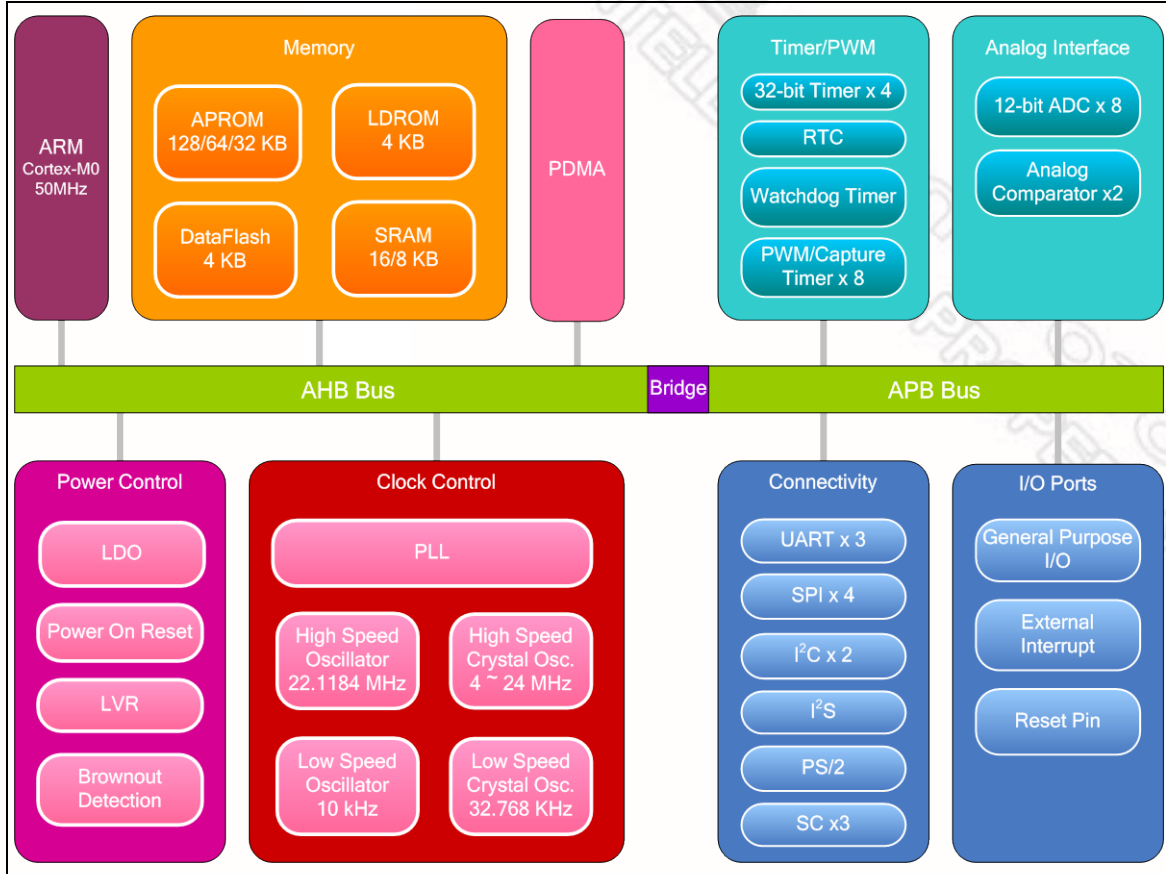 Memory
Timer/PWM
Analog Interface
ARM
Cortex-M0
50MHz
APROM
128/64/32 KB
LDROM
4 KB
DataFlash
4 KB
SRAM
16/8 KB
PDMA
32-bit Timer x 4
RTC
Watchdog Timer
PWM/Capture
Timer x 8
12-bit ADC x 8
Analog
Comparator x2
AHB Bus
Bridge
APB Bus
Power Control
LDO
Power On Reset
LVR
Brownout
Detection
Clock Control
PLL
High Speed
Oscillator
22.1184 MHz
High Speed
Crystal Osc.
4 ~ 24 MHz
Low Speed
Oscillator
10 kHz
Low Speed
Crystal Osc.
32.768 KHz
Connectivity
UART x 3
SPI x 4
I²C x 2
I²S
PS/2
SC x3
I/O Ports
General Purpose
I/O
External
Interrupt
Reset Pin